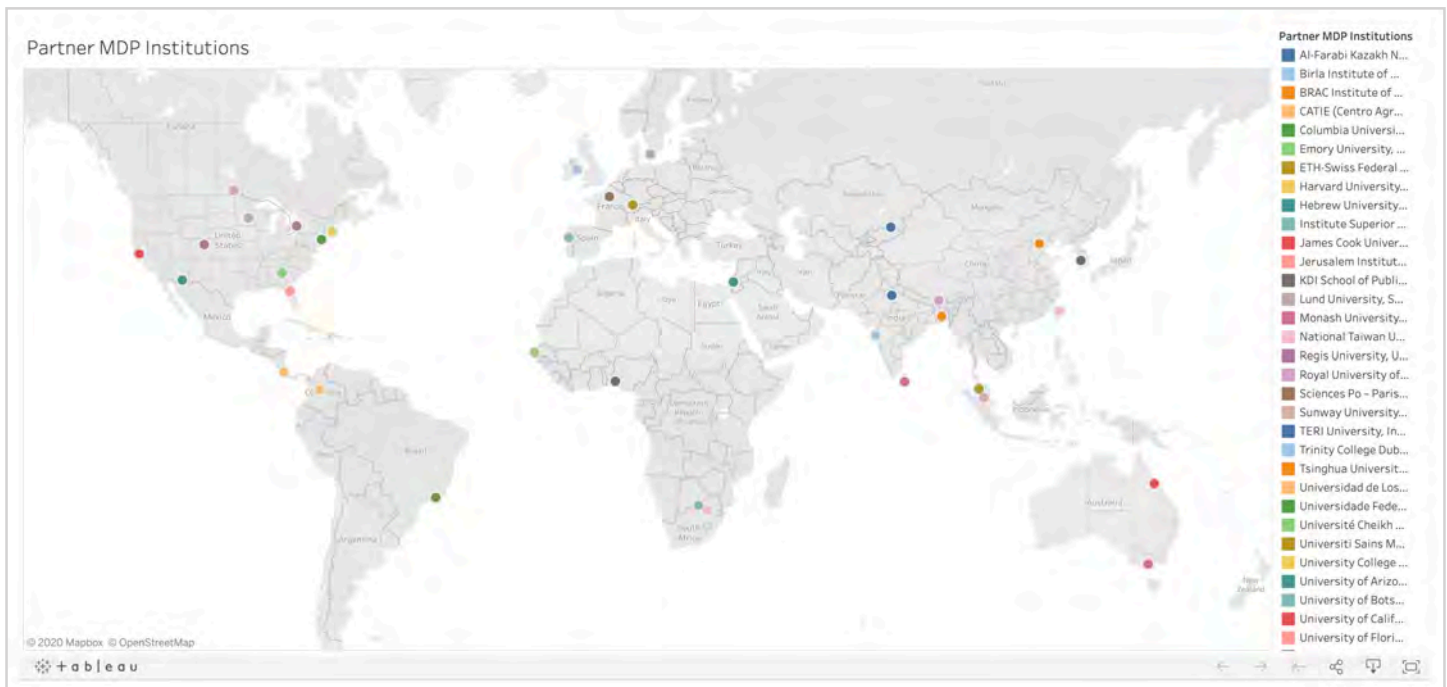 Partner MDP Institutions
Partner MDP Institutions
Al-Farabi Kazakh N...
Birla Institute of ...
BRAC Institute of ...
CATIE (Centro Agr...
Columbia Universi...
Emory University, ...
ETH-Swiss Federal ...
Harvard University...
Hebrew University...
Institute Superior ...
James Cook Univer...
Jerusalem Institut...
KDI School of Publi...
Lund University, S...
Monash University...
National Taiwan U...
Regis University, U...
Royal University of...
Sciences Po - Paris...
Sunway University...
TERI University, In...
Trinity College Dub...
Tsinghua Universit...
Universidad de Los...
Universidade Fede...
Université Cheikh ...
Universiti Sains M...
University College ...
University of Arizo...
University of Bots...
University of Calif...
University of Flori...
Canada
United
States
Mexico
Brazil
Argentina
France
Spain
Italy
Turkey
Algeria
Libya
Egypt
Sudan
Iraq
Iran
Saudi
Arabia
Pakistan
India
China
Mongolia
Kazakhstan
Japan
Indonesia
South
Africa
Australia
New
Zealand
© 2020 Mapbox © OpenStreetMap
+ableau